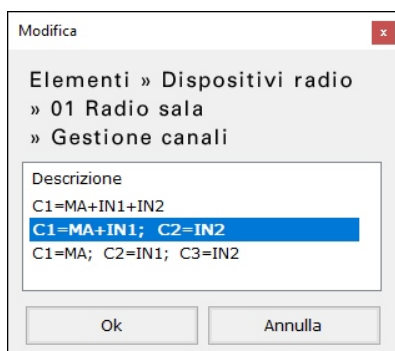 Modifica
x
Elementi » Dispositivi radio
» 01 Radio sala
» Gestione canali
Descrizione
C1=MA+IN1+IN2
C1=MA+IN1; C2=IN2
C1=MA; C2=IN1; C3=IN2
Ok Annulla